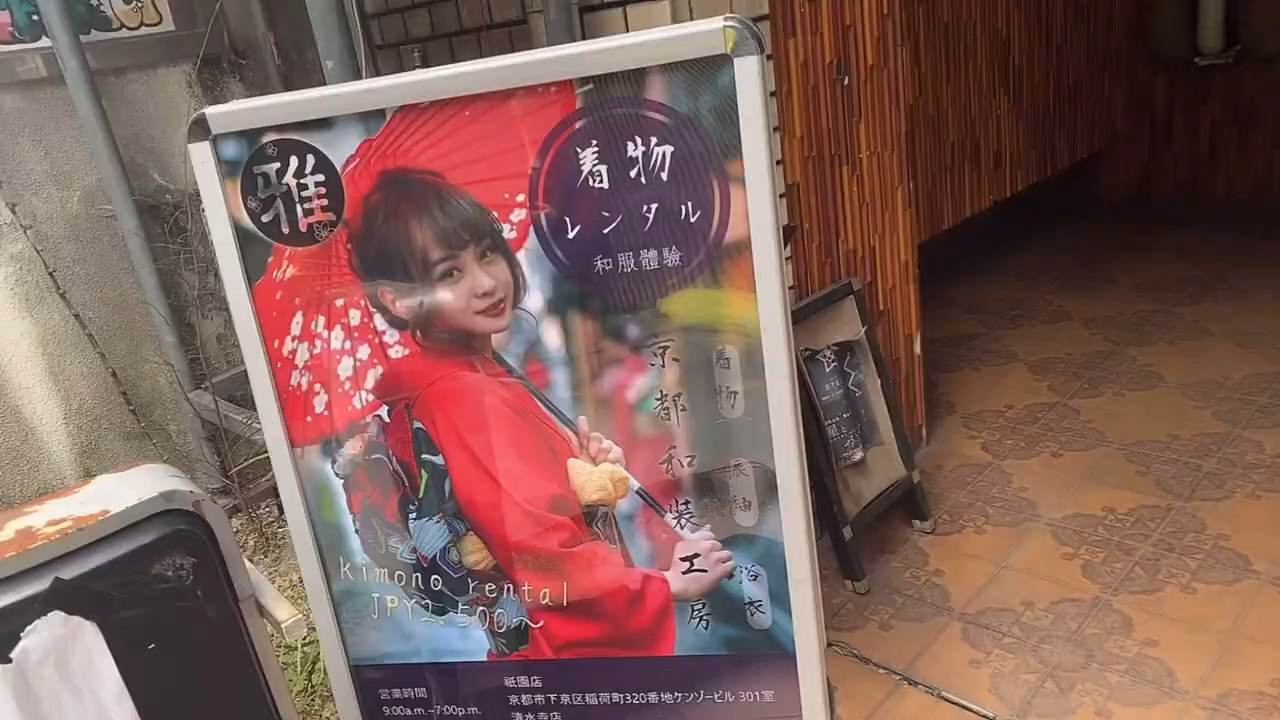 雅
着物
レンタル
和服體驗
京都和装工房
着物
振袖
浴衣
kimono rental
JPY2,500～
営業時間
9:00a.m.-7:00p.m.
祇園店
京都市下京区稲荷町320番地ケンゾービル 301室
清水寺店